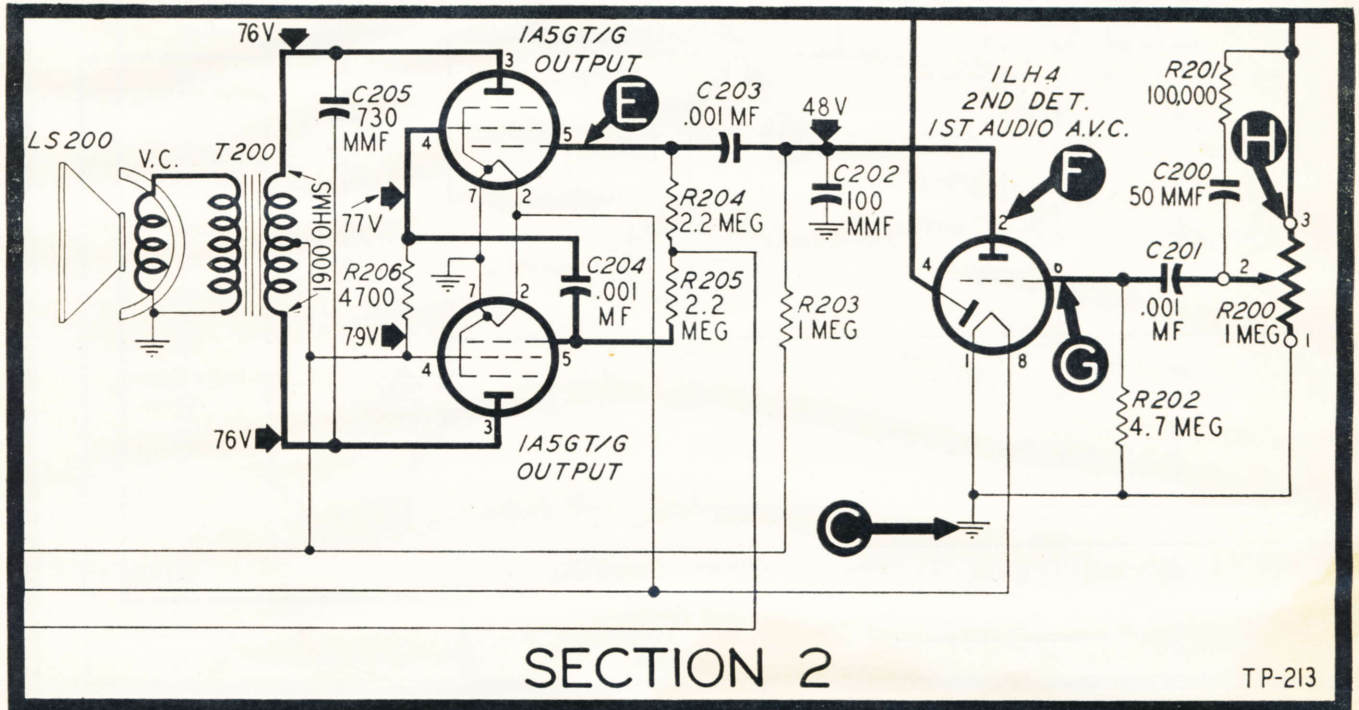 76V
1A5GT/G
OUTPUT
3
C205
730
MMF
LS200
V.C.
T200
1900 OHMS
4
5
E
C203
.001 MF
48V
1LH4
2ND DET.
1ST AUDIO A.V.C.
R201
100,000
H
F
C202
100
MMF
C200
50 MMF
7
2
77V
R204
2.2 MEG
2
3
R206
4700
C204
.001
MF
R205
2.2
MEG
R203
1 MEG
4
6
C201
.001
MF
2
R200
1 MEG
1
79V
7
2
4
5
G
1
8
R202
4.7 MEG
76V
3
1A5GT/G
OUTPUT
C
SECTION 2
TP-213